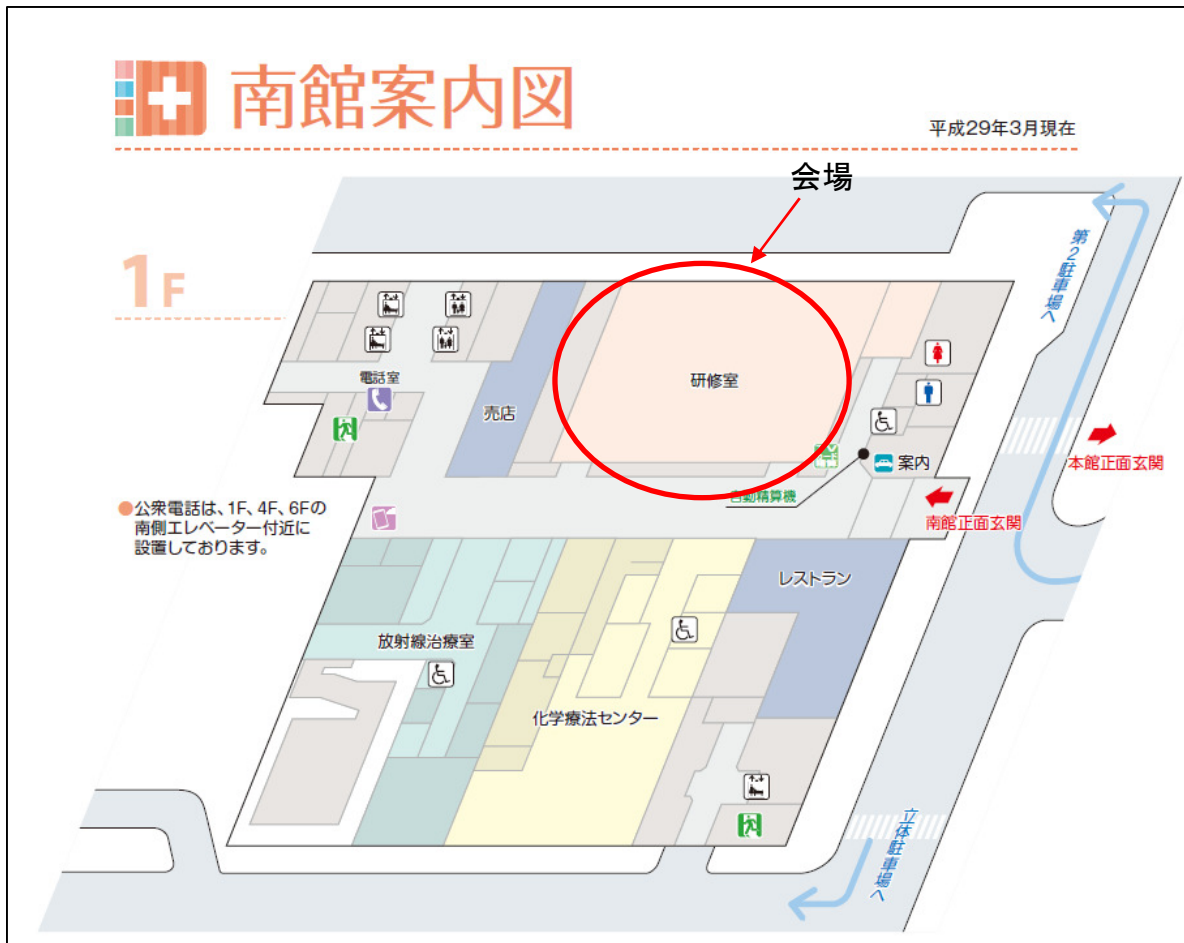 南館案内図
平成29年3月現在
会場
1F
第2駐車場へ
電話室
研修室
売店
案内
本館正面玄関
自動精算機
南館正面玄関
●公衆電話は、1F、4F、6Fの
南側エレベーター付近に
設置しております。
レストラン
放射線治療室
化学療法センター
立体駐車場へ